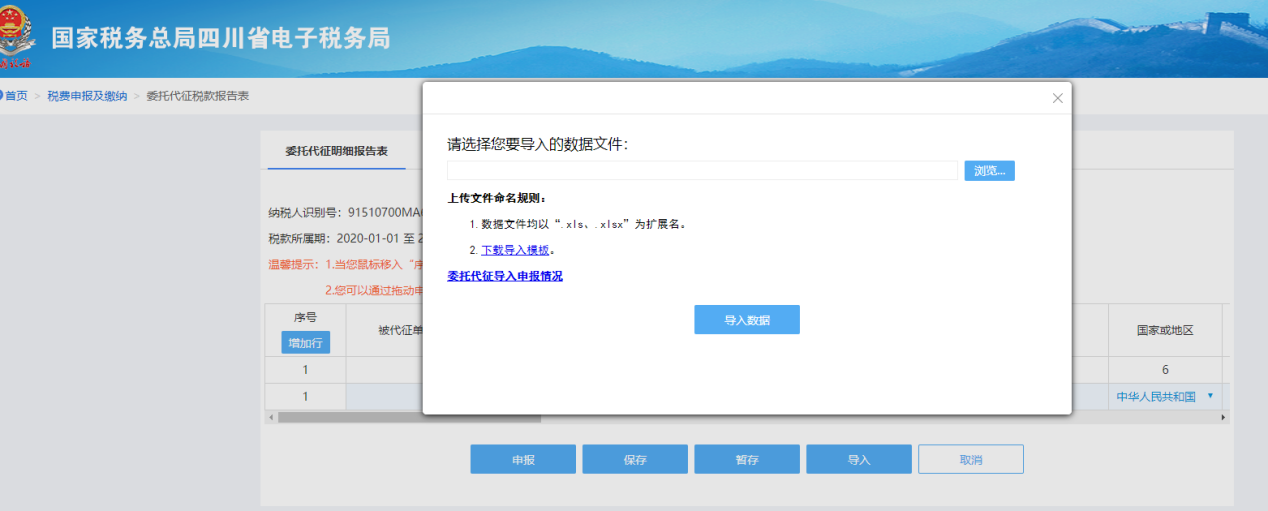 国家税务总局四川省电子税务局
首页 > 税费申报及缴纳 > 委托代征税款报告表
委托代征明细报告表
纳税人识别号：91510700MA
税款所属期：2020-01-01 至 2
温馨提示：1.当您鼠标移入“序
2.您可以通过拖动申
序号
增加行
被代征单
国家或地区
1
6
1
中华人民共和国
×
请选择您要导入的数据文件：
浏览...
上传文件命名规则：
1. 数据文件均以“.xls、.xlsx”为扩展名。
2. 下载导入模板。
委托代征导入申报情况
导入数据
申报
保存
暂存
导入
取消